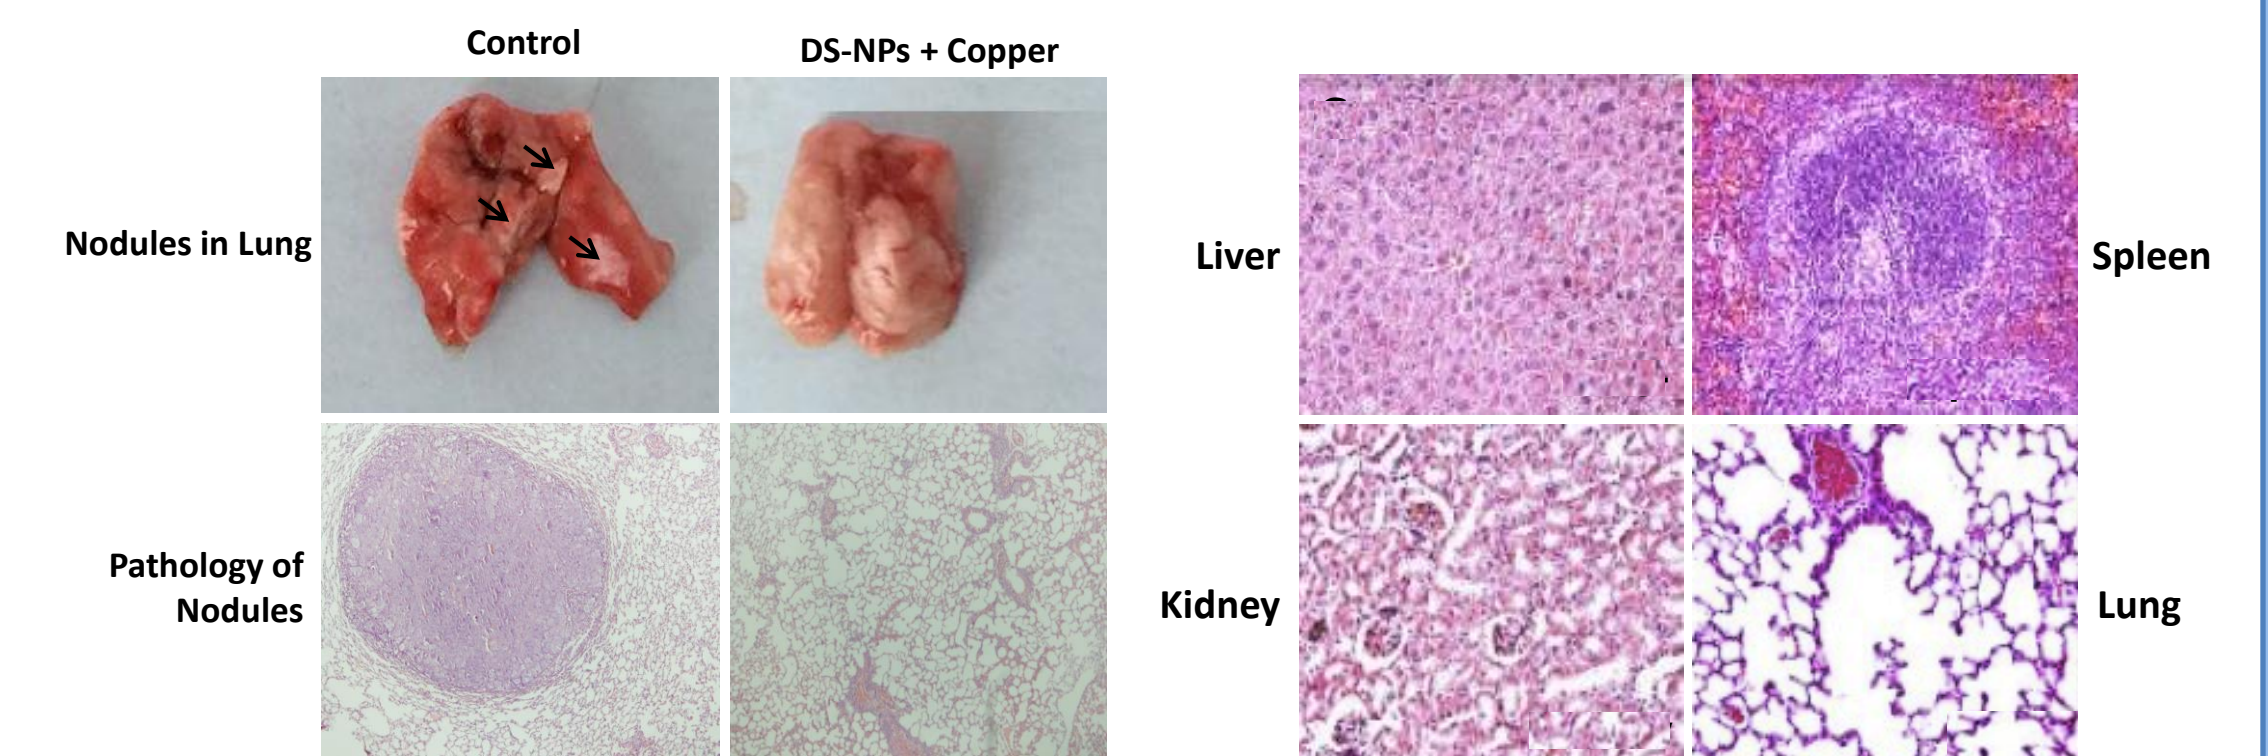 Control
DS-NPs + Copper
Nodules in Lung
Liver
Spleen
Pathology of
Nodules
Kidney
Lung